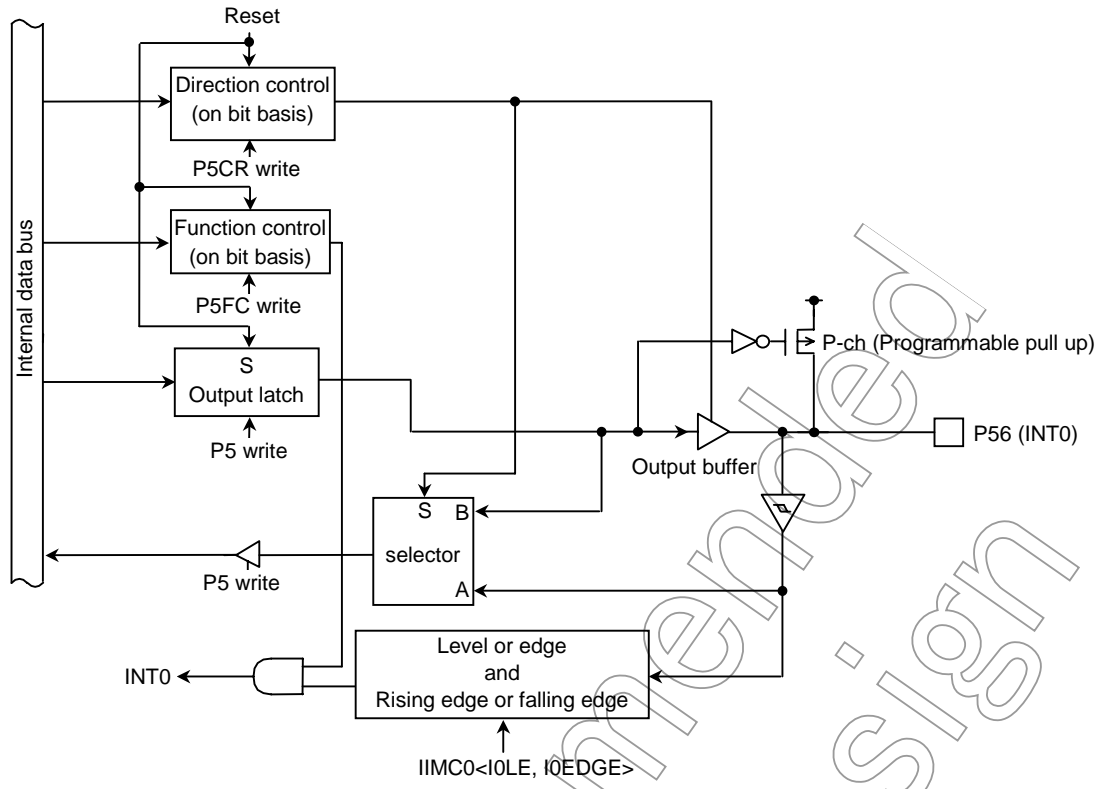 Reset
Direction control
(on bit basis)
P5CR write
Internal data bus
Function control
(on bit basis)
P5FC write
P-ch (Programmable pull up)
S
Output latch
P5 write
P56 (INT0)
Output buffer
S
B
selector
A
P5 write
Level or edge
and
Rising edge or falling edge
INT0
IIMC0<I0LE, I0EDGE>
mended
sign